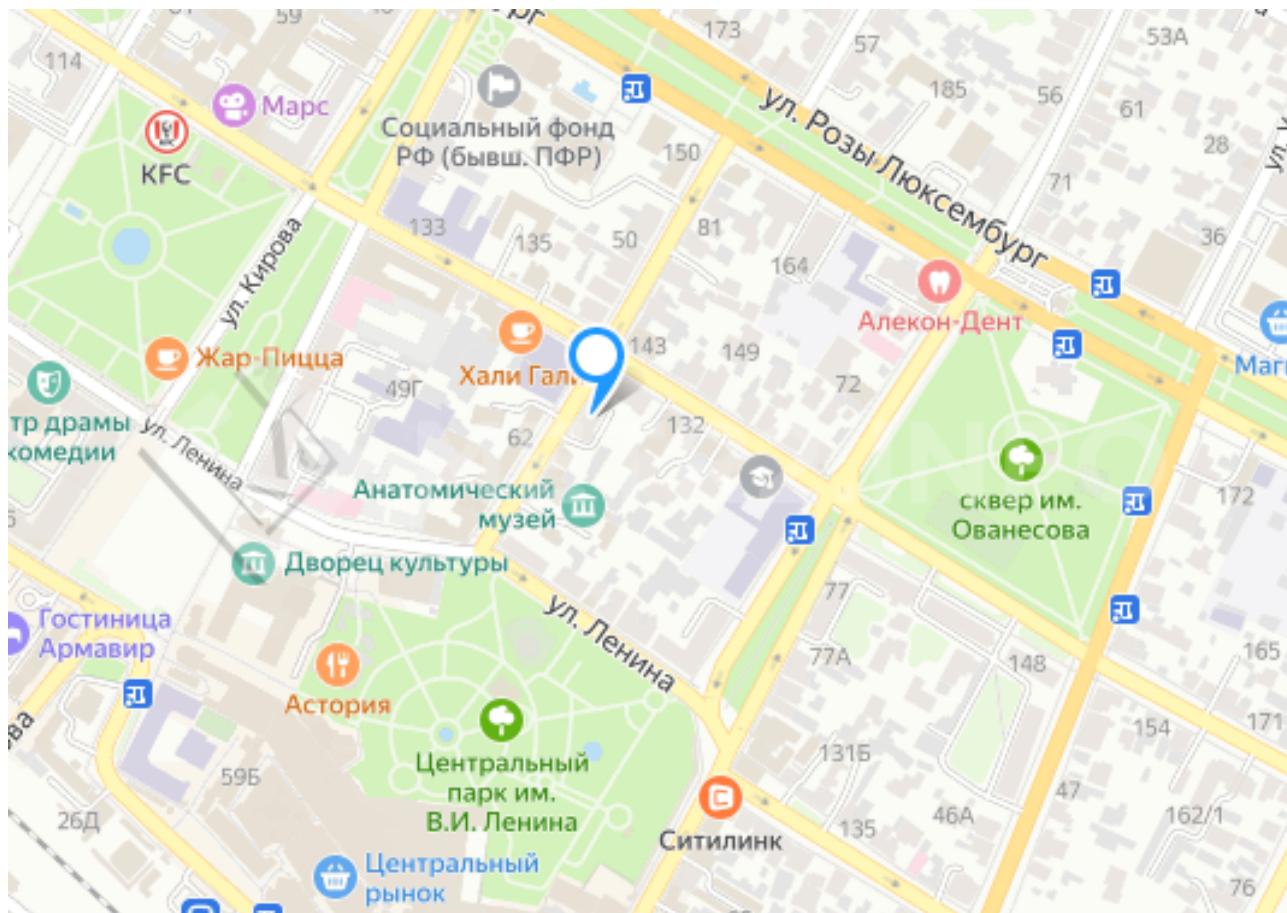 61
59
ург
173
57
53А
114
Марс
185
56
61
ул. Розы Люксембург
KFC
Социальный фонд
РФ (бывш. ПФР)
150
28
71
133
135
50
81
36
164
ул. Кирова
Алекон-Дент
Жар-Пицца
Хали Гали
143
149
72
Маг
49Г
тр драмы
комедии
ул. Ленина
62
132
Анатомический
музей
сквер им.
Ованесова
172
Дворец культуры
ул. Ленина
77
Гостиница
Армавир
77А
148
165
Астория
154
171
ова
Центральный
парк им.
В.И. Ленина
59Б
131Б
47
26Д
Ситилинк
135
46А
162/1
Центральный
рынок
76